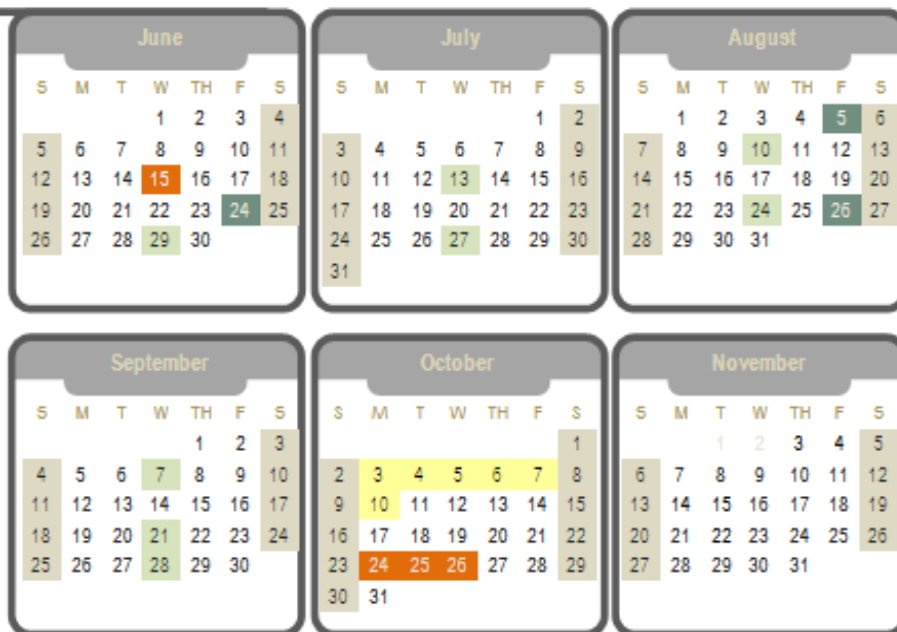 June
S M T W TH F S
1 2 3 4
5 6 7 8 9 10 11
12 13 14 15 16 17 18
19 20 21 22 23 24 25
26 27 28 29 30
July
S M T W TH F S
1 2
3 4 5 6 7 8 9
10 11 12 13 14 15 16
17 18 19 20 21 22 23
24 25 26 27 28 29 30
31
August
S M T W TH F S
1 2 3 4 5 6
7 8 9 10 11 12 13
14 15 16 17 18 19 20
21 22 23 24 25 26 27
28 29 30 31
September
S M T W TH F S
1 2 3
4 5 6 7 8 9 10
11 12 13 14 15 16 17
18 19 20 21 22 23 24
25 26 27 28 29 30
October
S M T W TH F S
1
2 3 4 5 6 7 8
9 10 11 12 13 14 15
16 17 18 19 20 21 22
23 24 25 26 27 28 29
30 31
November
S M T W TH F S
1 2 3 4 5
6 7 8 9 10 11 12
13 14 15 16 17 18 19
20 21 22 23 24 25 26
27 28 29 30 31